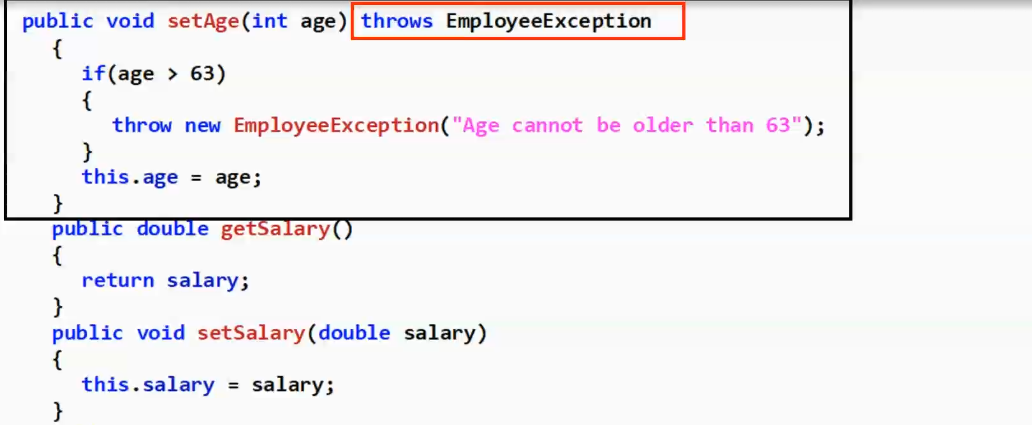 public void setAge(int age) throws EmployeeException
{
if(age > 63)
{
throw new EmployeeException("Age cannot be older than 63");
}
this.age = age;
}
public double getSalary()
{
return salary;
}
public void setSalary(double salary)
{
this.salary = salary;
}